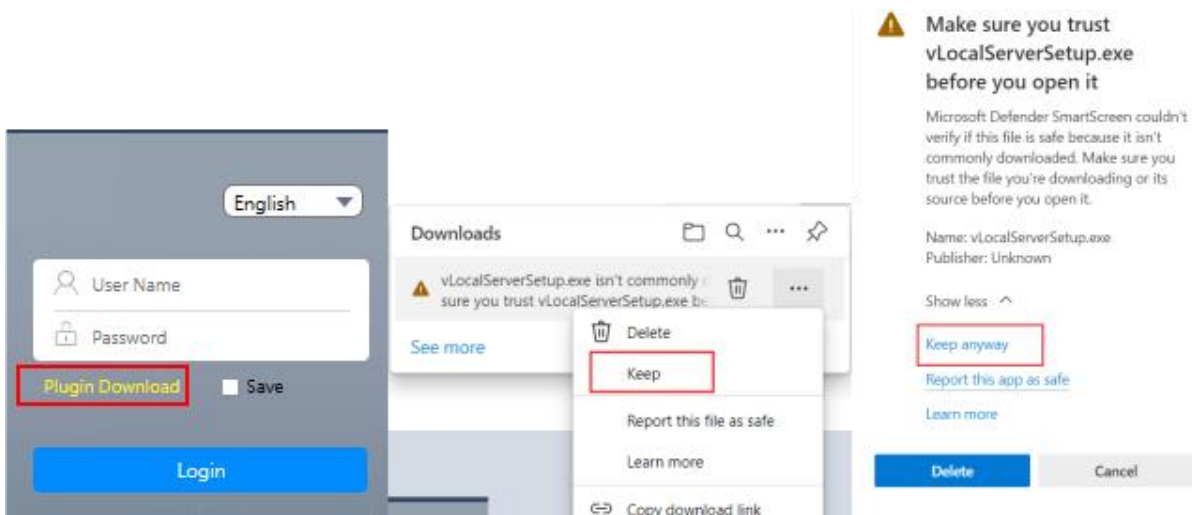 English
User Name
Password
Plugin Download
Save
Login
Downloads
vLocalServerSetup.exe isn't commonly
sure you trust vLocalServerSetup.exe
See more
Delete
Keep
Report this file as safe
Learn more
Copy download link
Make sure you trust
vLocalServerSetup.exe
before you open it
Microsoft Defender SmartScreen couldn't
verify if this file is safe because it isn't
commonly downloaded. Make sure you
trust the file you're downloading or its
source before you open it.
Name: vLocalServerSetup.exe
Publisher: Unknown
Show less
Keep anyway
Report this app as safe
Learn more
Delete
Cancel